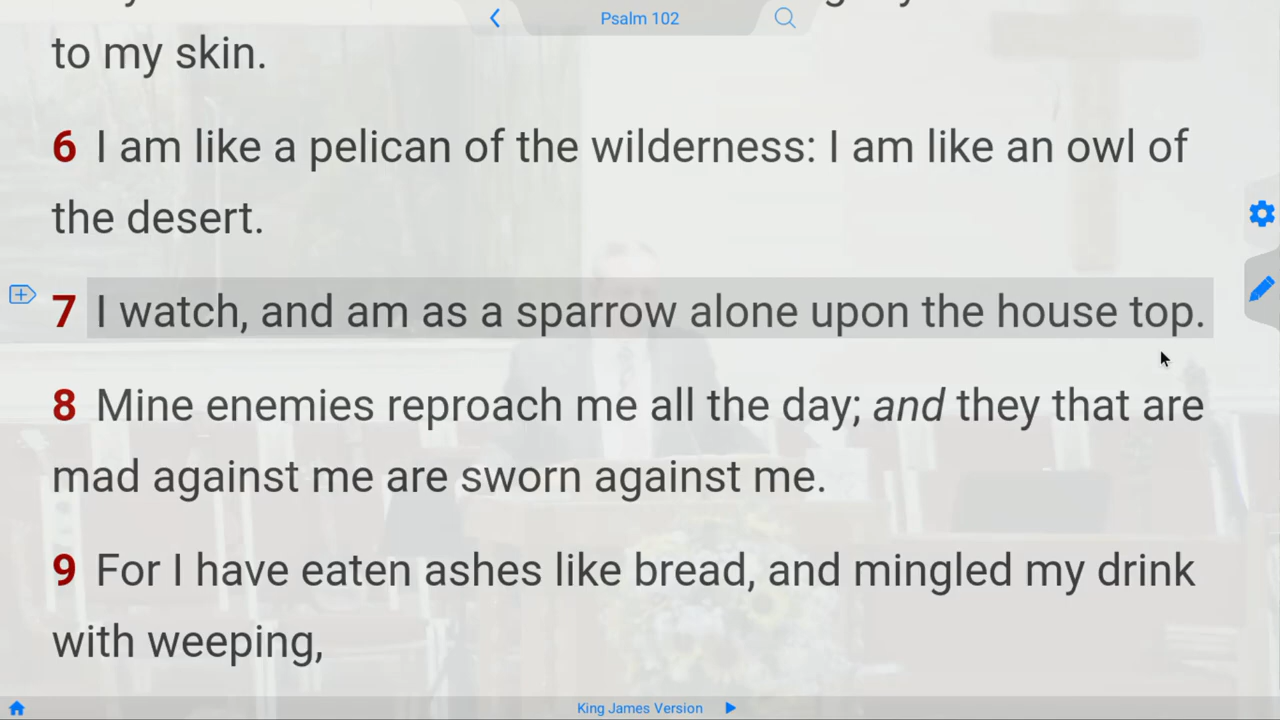 Psalm 102
to my skin.
6 I am like a pelican of the wilderness: I am like an owl of
the desert.
7 I watch, and am as a sparrow alone upon the house top.
8 Mine enemies reproach me all the day; and they that are
mad against me are sworn against me.
9 For I have eaten ashes like bread, and mingled my drink
with weeping,
King James Version